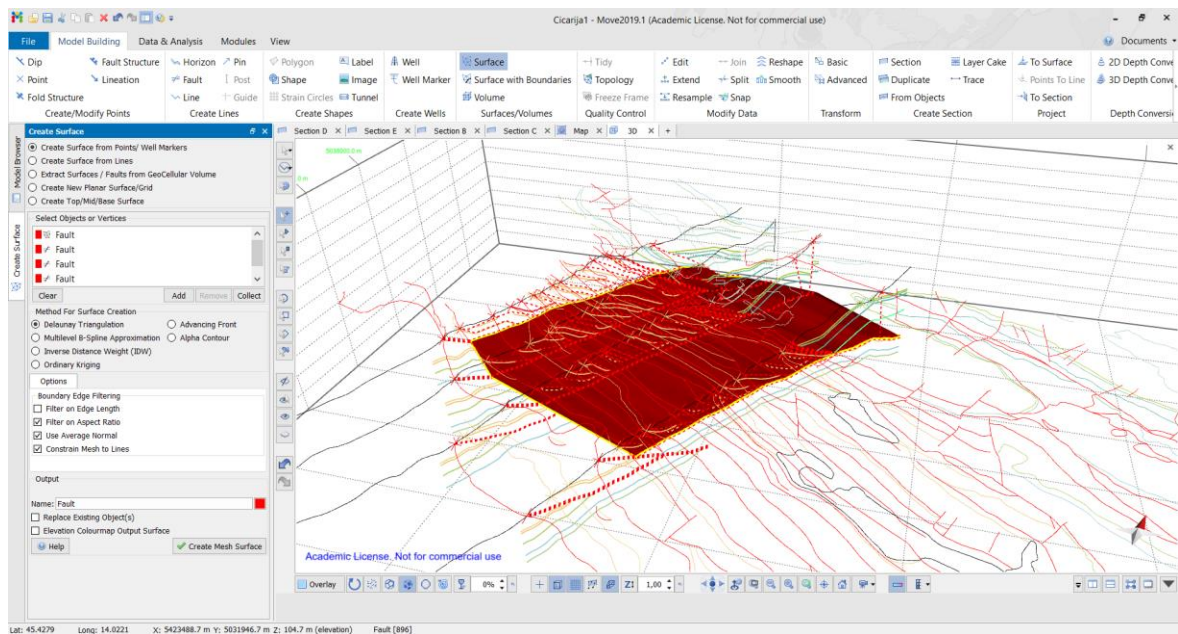 Cicarija1 - Move2019.1 (Academic License. Not for commercial use)
File Model Building Data & Analysis Modules View Documents
Dip Fault Structure Horizon Pin Polygon Label Well Surface Tidy Edit Join Reshape Basic Section Layer Cake To Surface 2D Depth Conve
Point Lineation Fault Post Shape Image Well Marker Surface with Boundaries Topology Extend Split Smooth Advanced Duplicate Trace Points To Line 3D Depth Conve
Fold Structure Line Guide Strain Circles Tunnel Volume Freeze Frame Resample Snap From Objects To Section
Create/Modify Points Create Lines Create Shapes Create Wells Surfaces/Volumes Quality Control Modify Data Transform Create Section Project Depth Conversi
Model Browser
Create Surface
Create Surface
Section D Section E Section B Section C Map 3D
Create Surface from Points/ Well Markers
Create Surface from Lines
Extract Surfaces / Faults from GeoCellular Volume
Create New Planar Surface/Grid
Create Top/Mid/Base Surface
Select Objects or Vertices
Fault
Fault
Fault
Fault
Clear Add Remove Collect
Method For Surface Creation
Delaunay Triangulation Advancing Front
Multilevel B-Spline Approximation Alpha Contour
Inverse Distance Weight (IDW)
Ordinary Kriging
Options
Boundary Edge Filtering
Filter on Edge Length
Filter on Aspect Ratio
Use Average Normal
Constrain Mesh to Lines
Output
Name: Fault
Replace Existing Object(s)
Elevation Colourmap Output Surface
Help Create Mesh Surface
Academic License. Not for commercial use
Overlay 0% Z: 1,00
Lat: 45.4279 Long: 14.0221 X: 5423488.7 m Y: 5031946.7 m Z: 104.7 m (elevation) Fault [896]